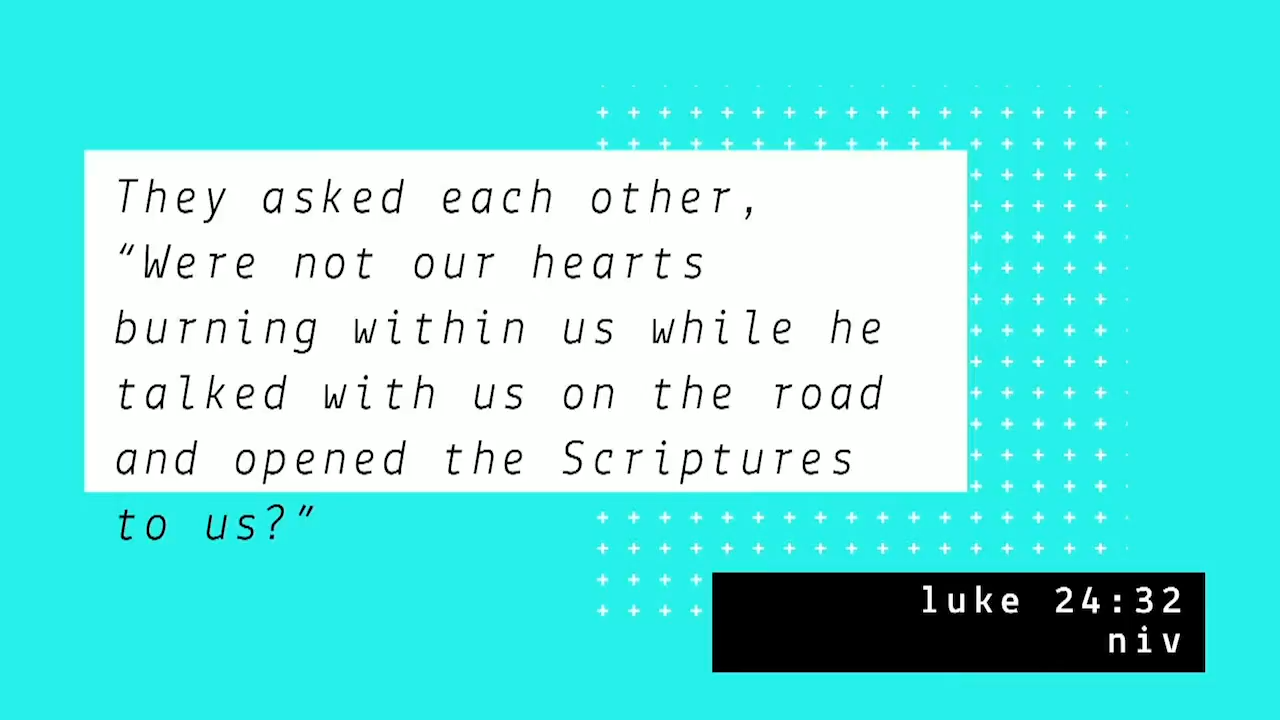 They asked each other,
“Were not our hearts
burning within us while he
talked with us on the road
and opened the Scriptures
to us?”
luke 24:32
niv